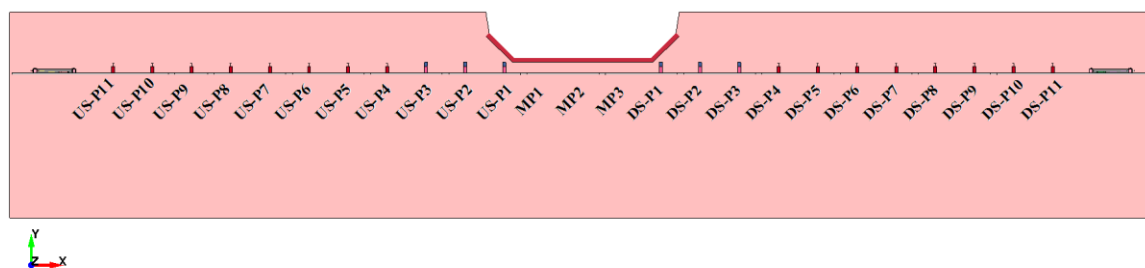 US-P11 US-P10 US-P9 US-P8 US-P7 US-P6 US-P5 US-P4 US-P3 US-P2 US-P1 MP1 MP2 MP3 DS-P1 DS-P2 DS-P3 DS-P4 DS-P5 DS-P6 DS-P7 DS-P8 DS-P9 DS-P10 DS-P11
Y
Z X